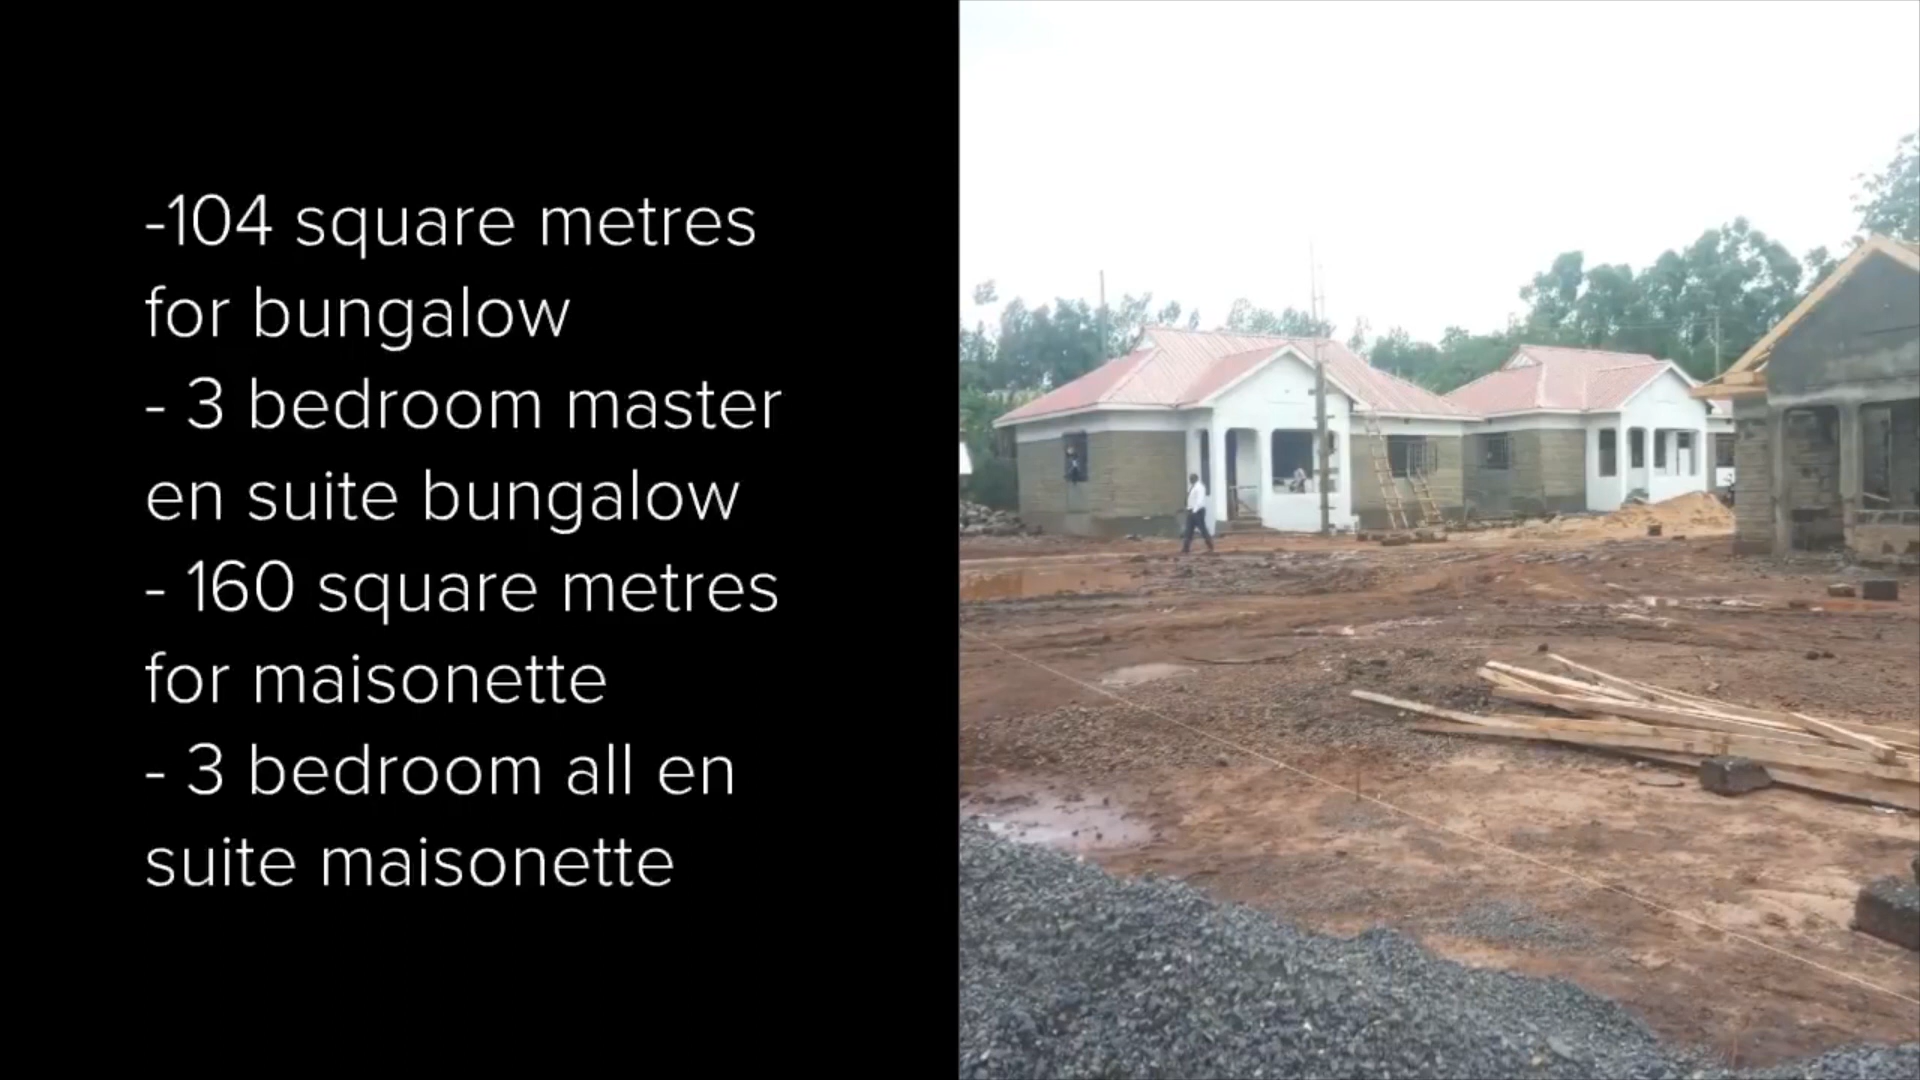 -104 square metres
for bungalow
- 3 bedroom master
en suite bungalow
- 160 square metres
for maisonette
- 3 bedroom all en
suite maisonette